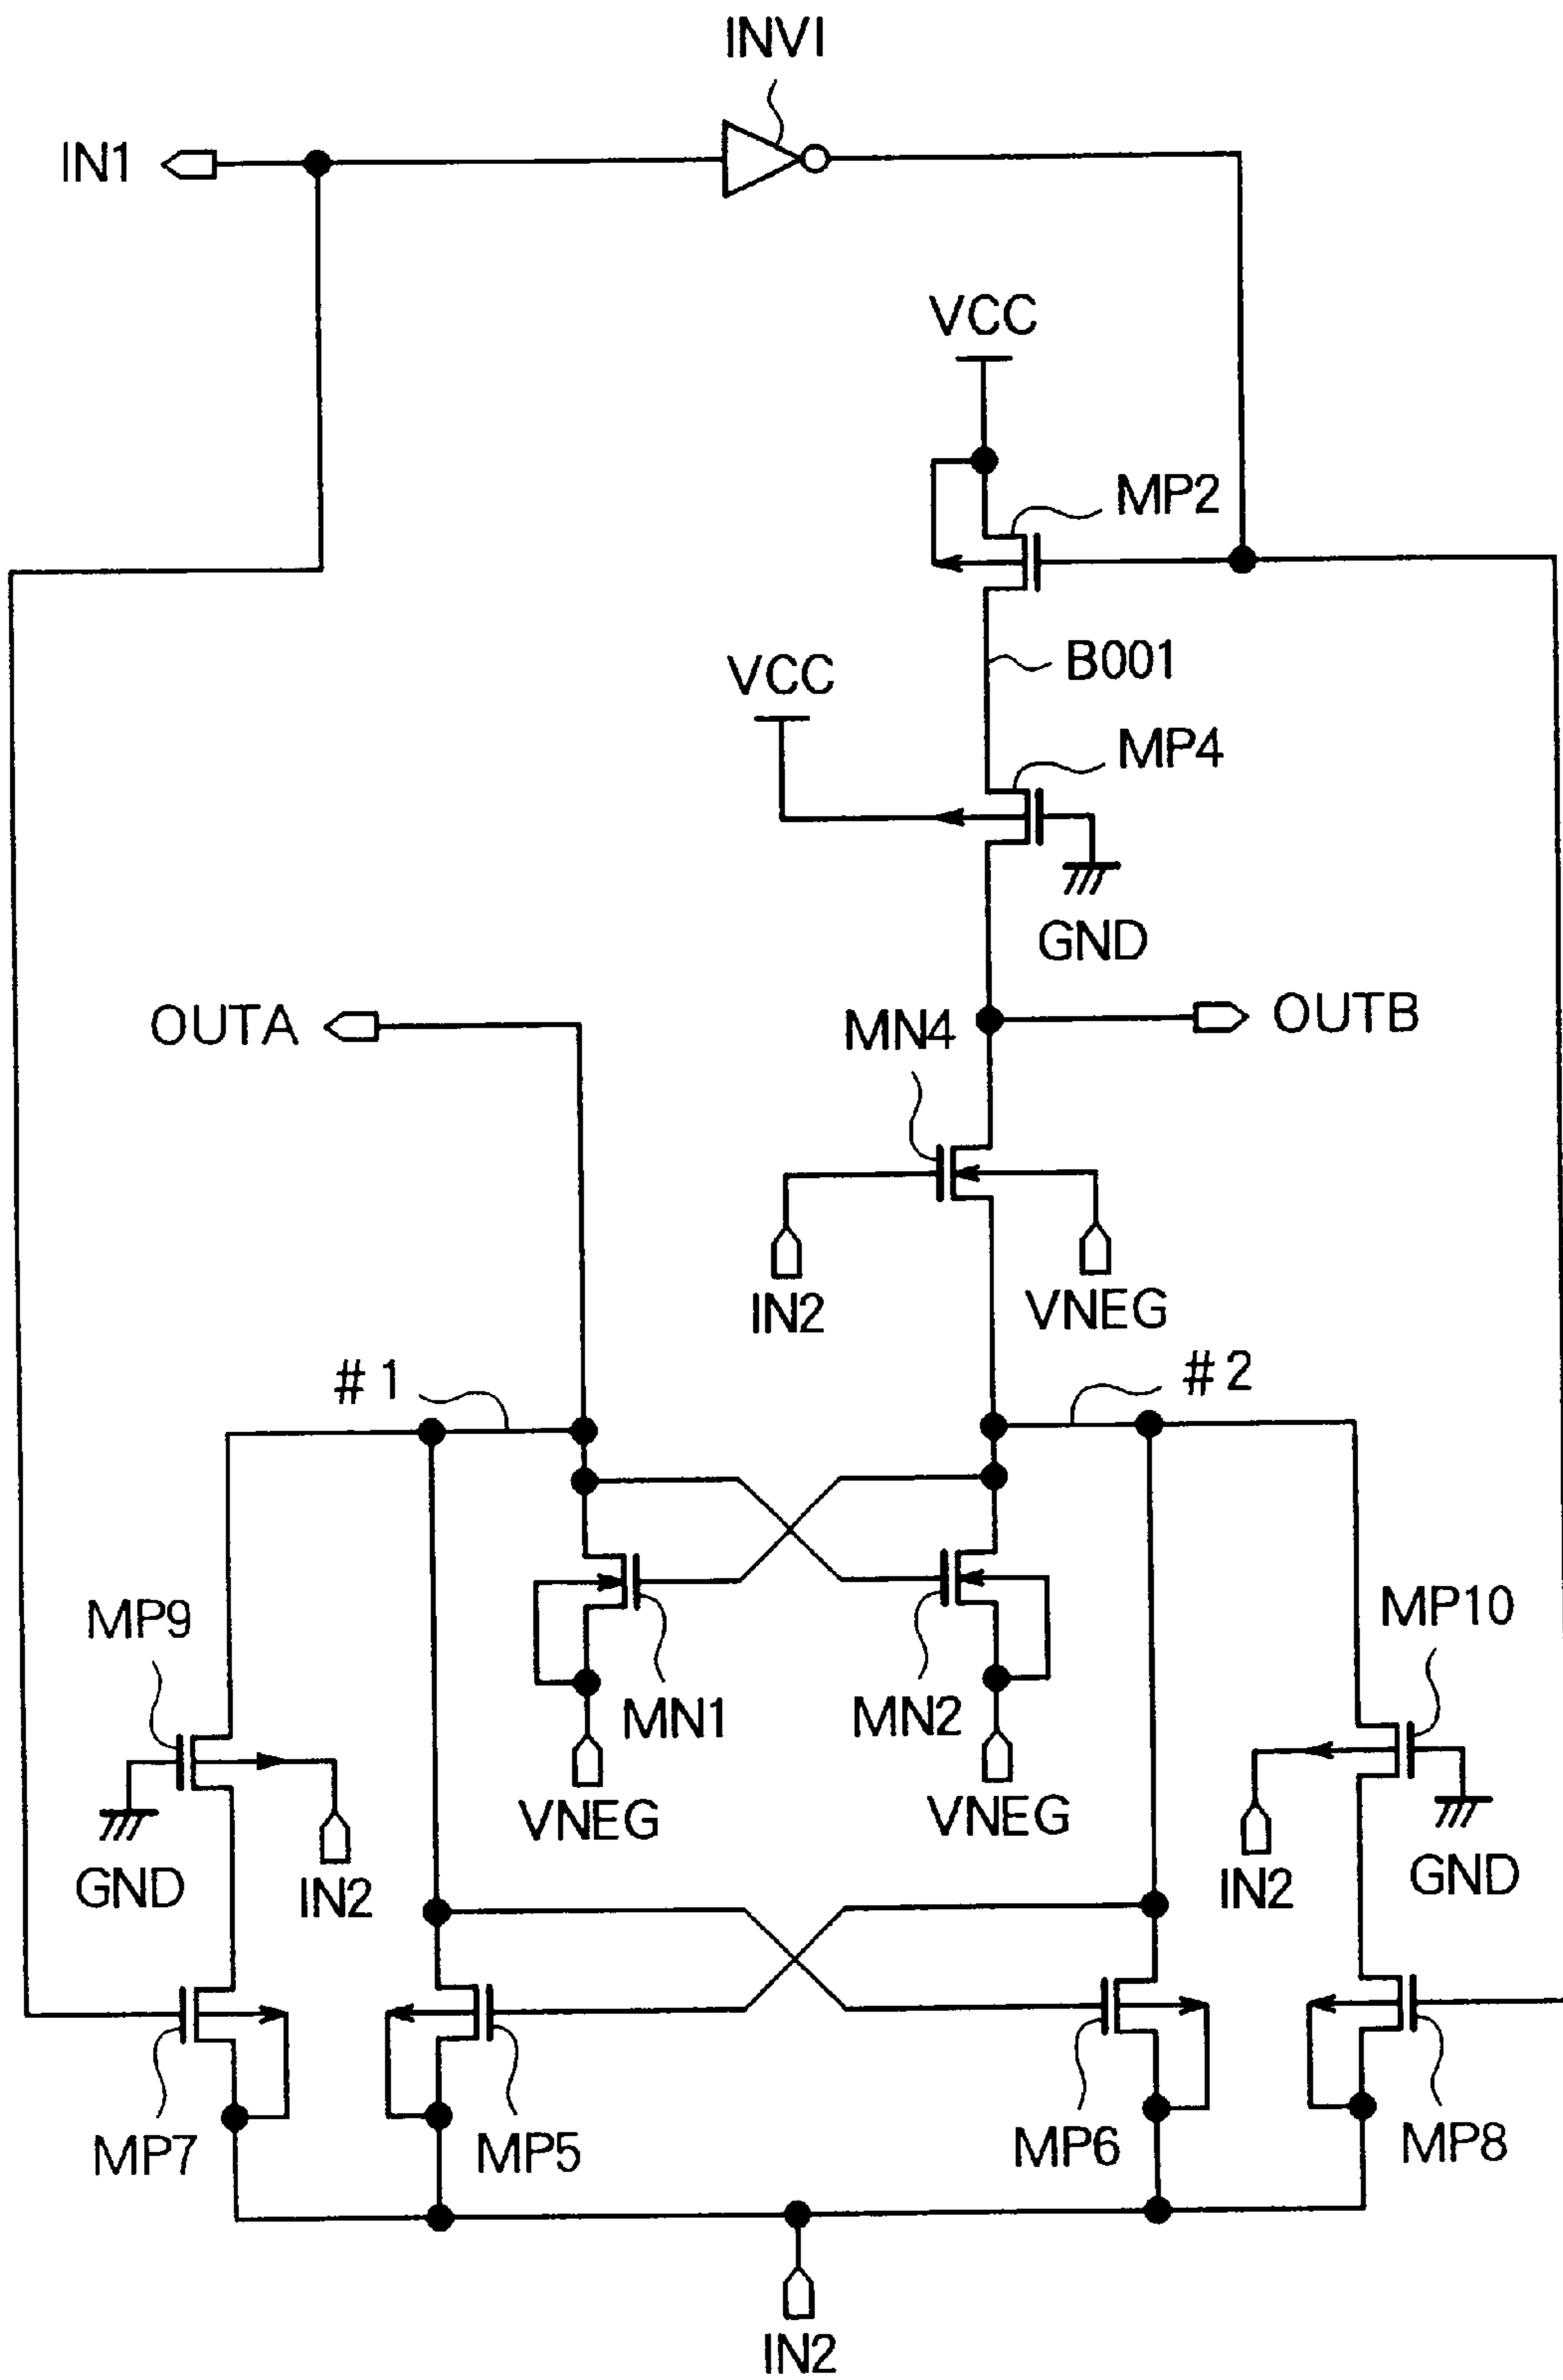 INVI
IN1
VCC
MP2
B001
VCC
MP4
GND
OUTA
MN4
OUTB
IN2
VNEG
#1
#2
MP9
MP10
MN1
MN2
VNEG
VNEG
GND
IN2
IN2
GND
MP7
MP5
MP6
MP8
IN2